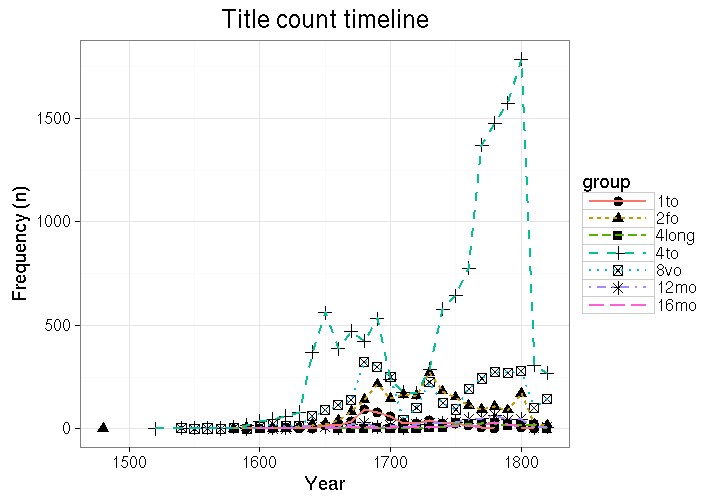 Title count timeline
Frequency (n)
1500
1000
500
0
1500
1600
1700
1800
Year
group
1to
2fo
4long
4to
8vo
12mo
16mo